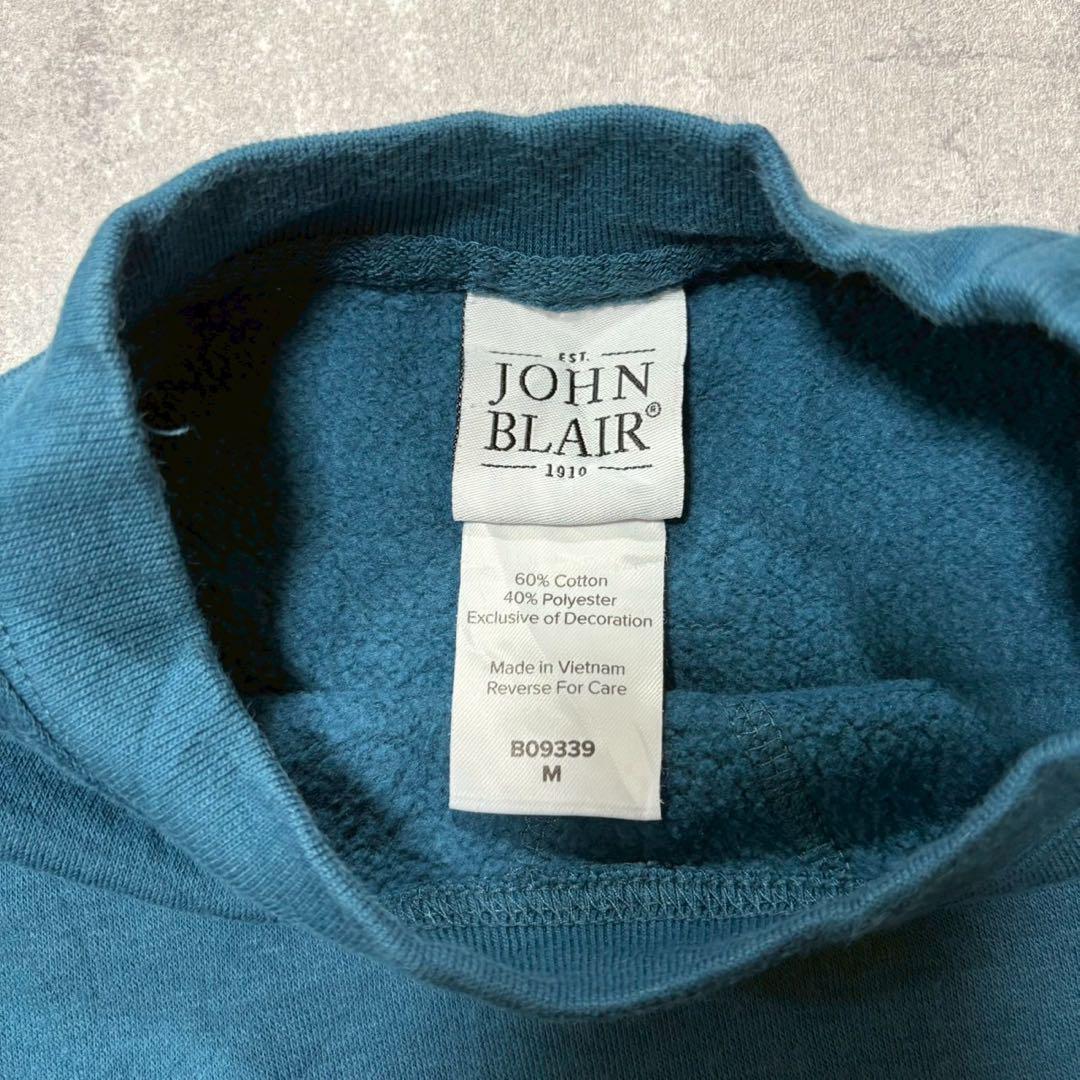 EST.
JOHN
BLAIR®
1910
60% Cotton
40% Polyester
Exclusive of Decoration
Made in Vietnam
Reverse For Care
B09339
M